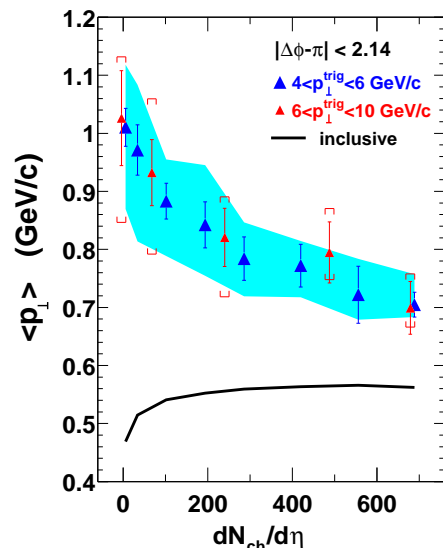 |Δφ-π| < 2.14
4<p⊥^trig<6 GeV/c
6<p⊥^trig<10 GeV/c
inclusive
<p⊥> (GeV/c)
1.2
1.1
1
0.9
0.8
0.7
0.6
0.5
0.4
0 200 400 600
dN_ch/dη